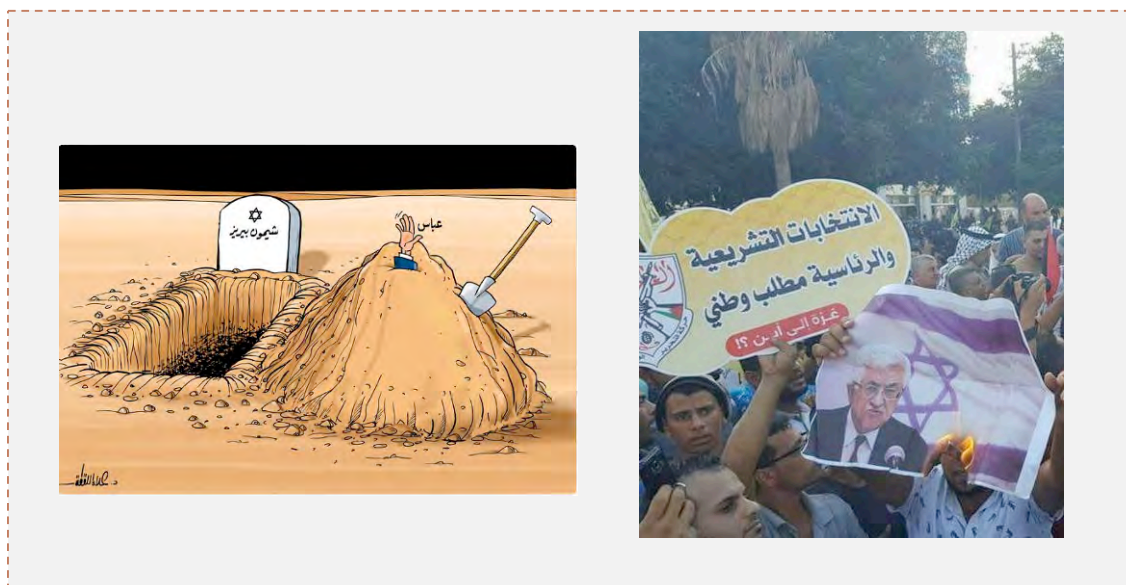 شيمون بيريز
عباس
الانتخابات التشريعية
والرئاسية مطلب وطني
غزة إلى أين ؟!